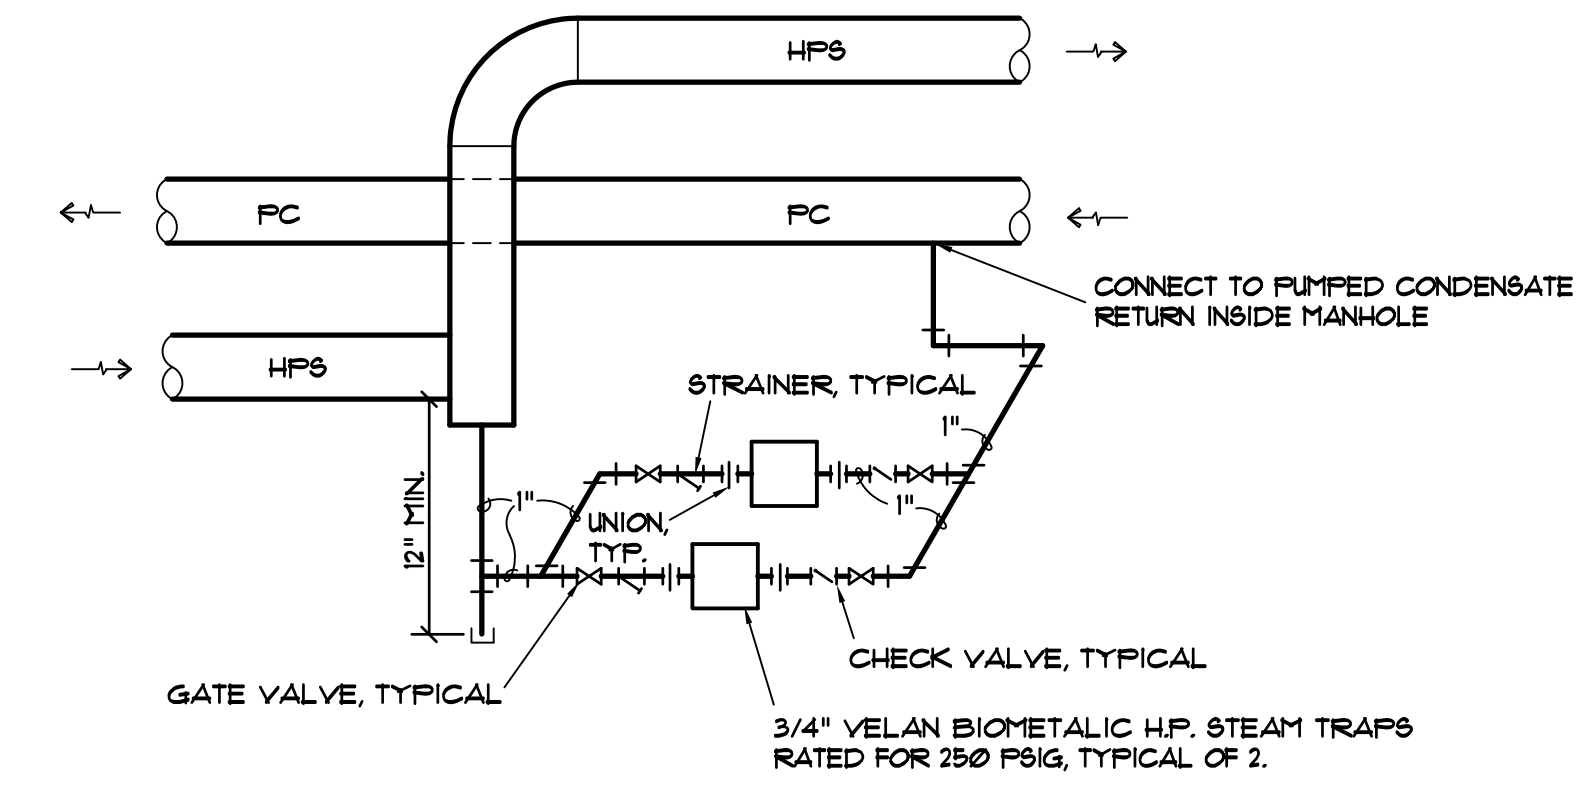 HPS
PC
PC
CONNECT TO PUMPED CONDENSATE
RETURN INSIDE MANHOLE
HPS
STRAINER, TYPICAL
1"
12" MIN.
1"
1"
UNION,
TYP.
CHECK VALVE, TYPICAL
GATE VALVE, TYPICAL
3/4" VELAN BIOMETALIC H.P. STEAM TRAPS
RATED FOR 250 PSIG, TYPICAL OF 2.